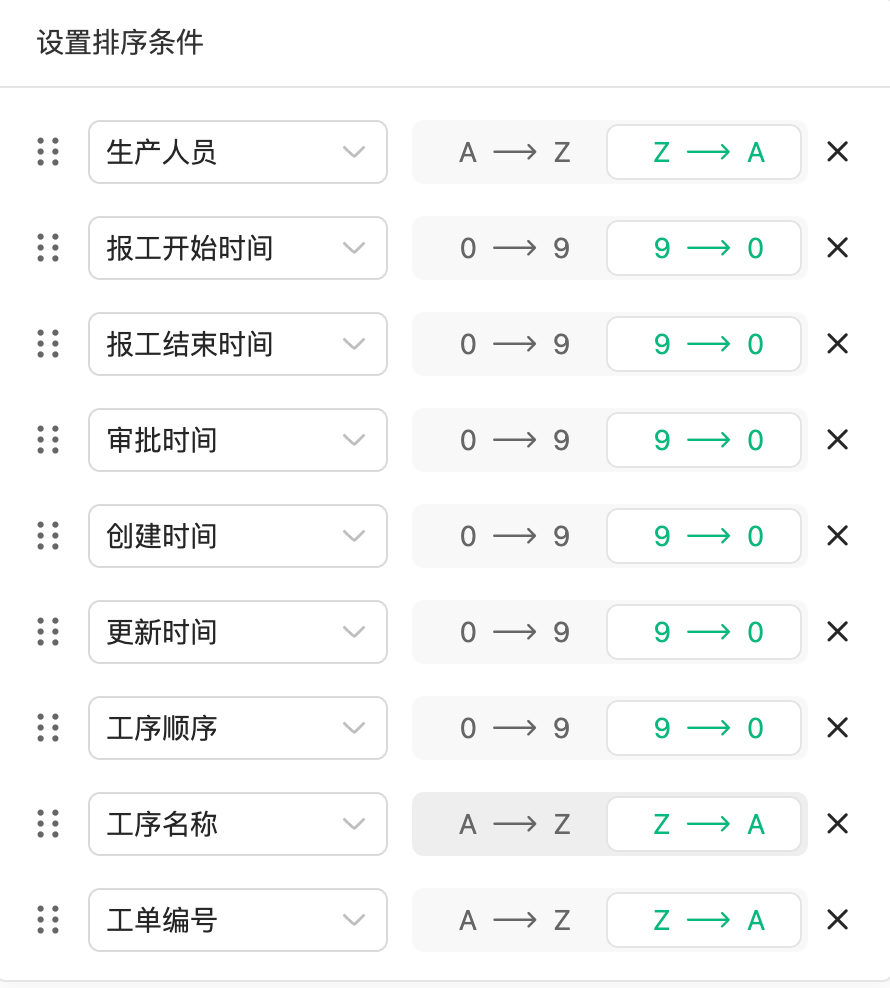 设置排序条件
生产人员 A → Z Z → A ×
报工开始时间 0 → 9 9 → 0 ×
报工结束时间 0 → 9 9 → 0 ×
审批时间 0 → 9 9 → 0 ×
创建时间 0 → 9 9 → 0 ×
更新时间 0 → 9 9 → 0 ×
工序顺序 0 → 9 9 → 0 ×
工序名称 A → Z Z → A ×
工单编号 A → Z Z → A ×